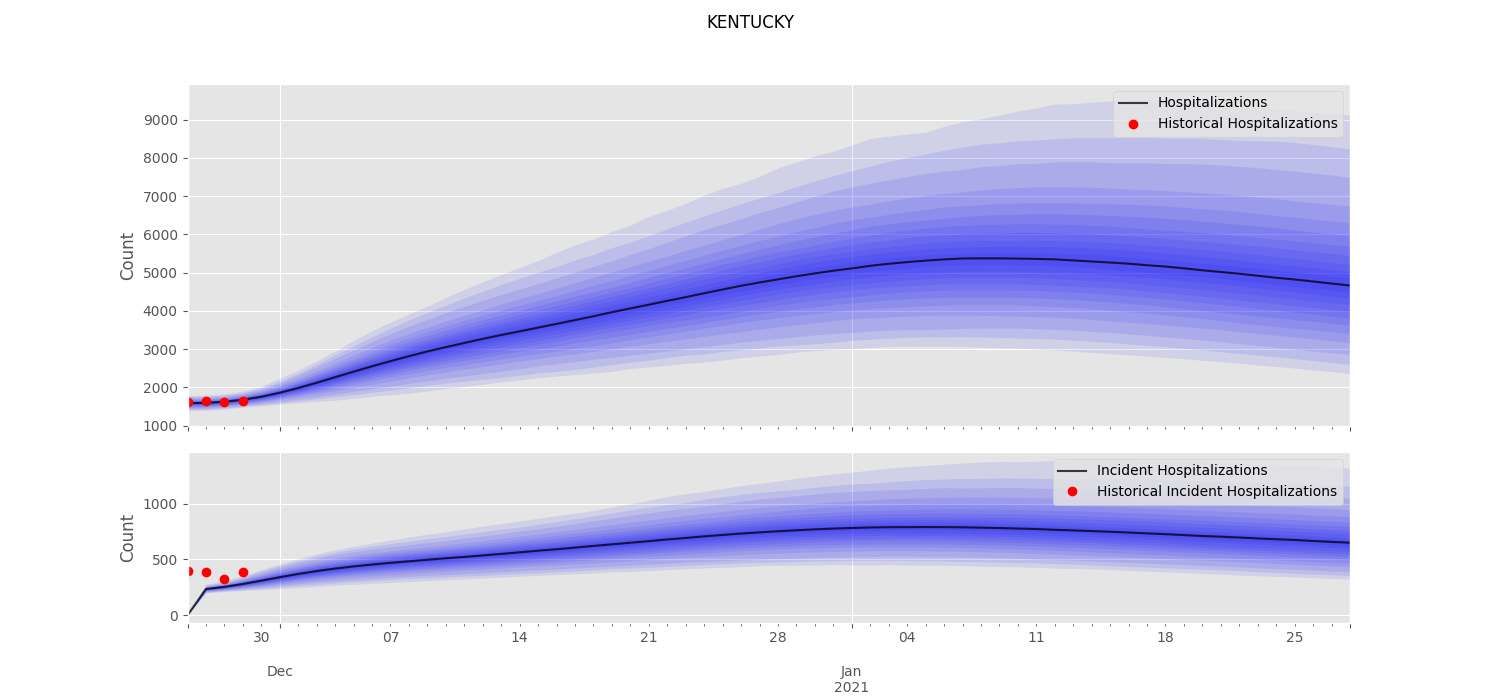 KENTUCKY
Count
9000
8000
7000
6000
5000
4000
3000
2000
1000
Hospitalizations
Historical Hospitalizations
Count
1000
500
0
Incident Hospitalizations
Historical Incident Hospitalizations
30 07 14 21 28 04 11 18 25
Dec Jan
2021